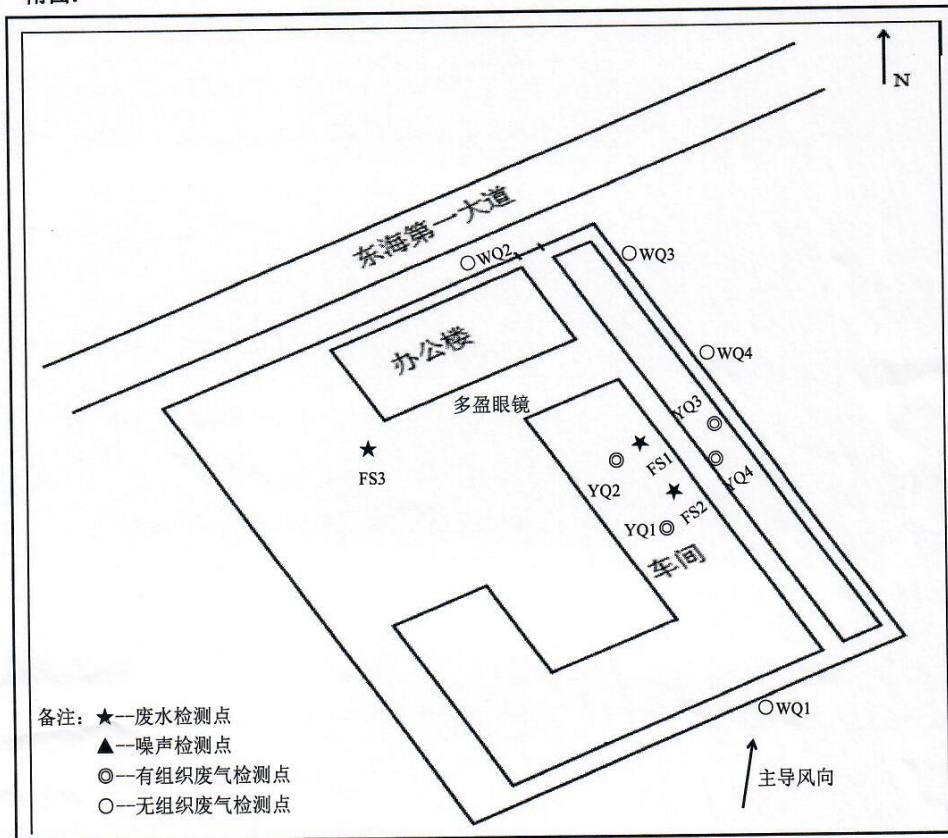 N
东海第一大道
WQ2
WQ3
办公楼
WQ4
多盈眼镜
YQ3
FS3
FS1
YQ2
YQ4
FS2
YQ1
车间
WQ1
备注：★--废水检测点
▲--噪声检测点
◎--有组织废气检测点
○--无组织废气检测点
主导风向